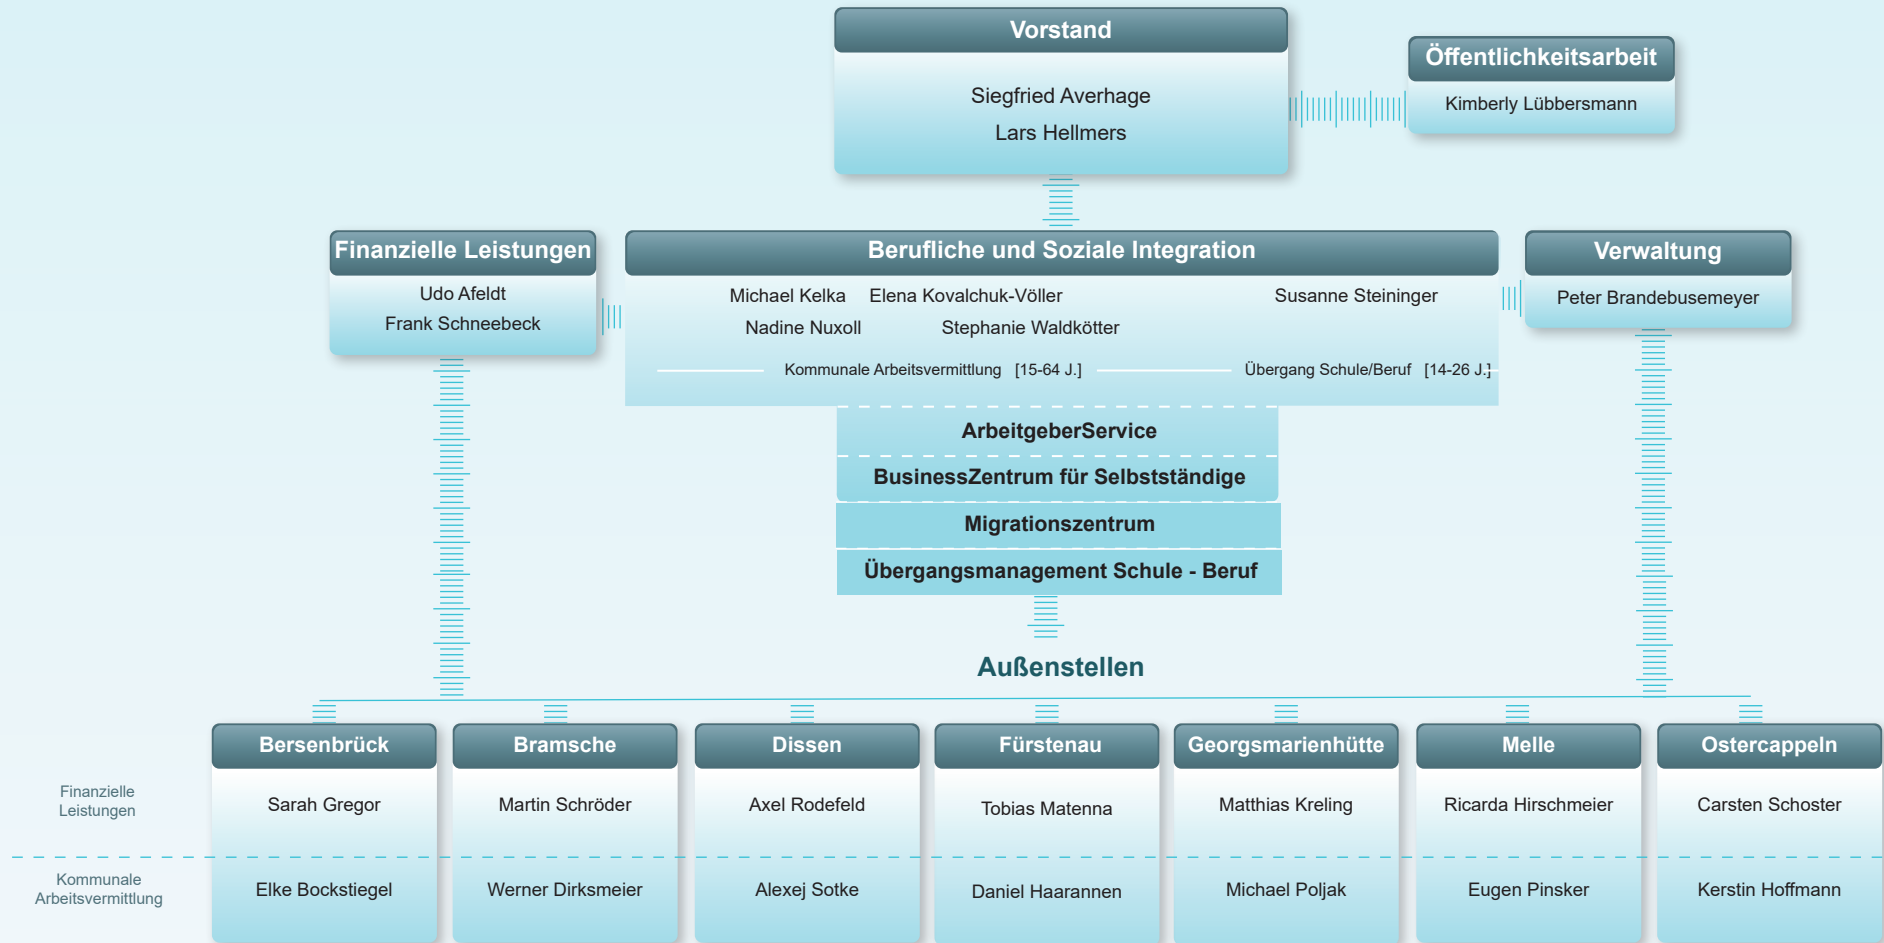 Vorstand
Siegfried Averhage
Lars Hellmers
Öffentlichkeitsarbeit
Kimberly Lübbersmann
Finanzielle Leistungen
Udo Afeldt
Frank Schneebeck
Berufliche und Soziale Integration
Michael Kelka Elena Kovalchuk-Völler Susanne Steininger
Nadine Nuxoll Stephanie Waldkötter
Kommunale Arbeitsvermittlung [15-64 J.] Übergang Schule/Beruf [14-26 J.]
Verwaltung
Peter Brandebusemeyer
ArbeitgeberService
BusinessZentrum für Selbstständige
Migrationszentrum
Übergangsmanagement Schule - Beruf
Außenstellen
Bersenbrück Bramsche Dissen Fürstenau Georgsmarienhütte Melle Ostercappeln
Finanzielle
Leistungen
Sarah Gregor Martin Schröder Axel Rodefeld Tobias Matenna Matthias Kreling Ricarda Hirschmeier Carsten Schoster
Kommunale
Arbeitsvermittlung
Elke Bockstiegel Werner Dirksmeier Alexej Sotke Daniel Haarannen Michael Poljak Eugen Pinsker Kerstin Hoffmann